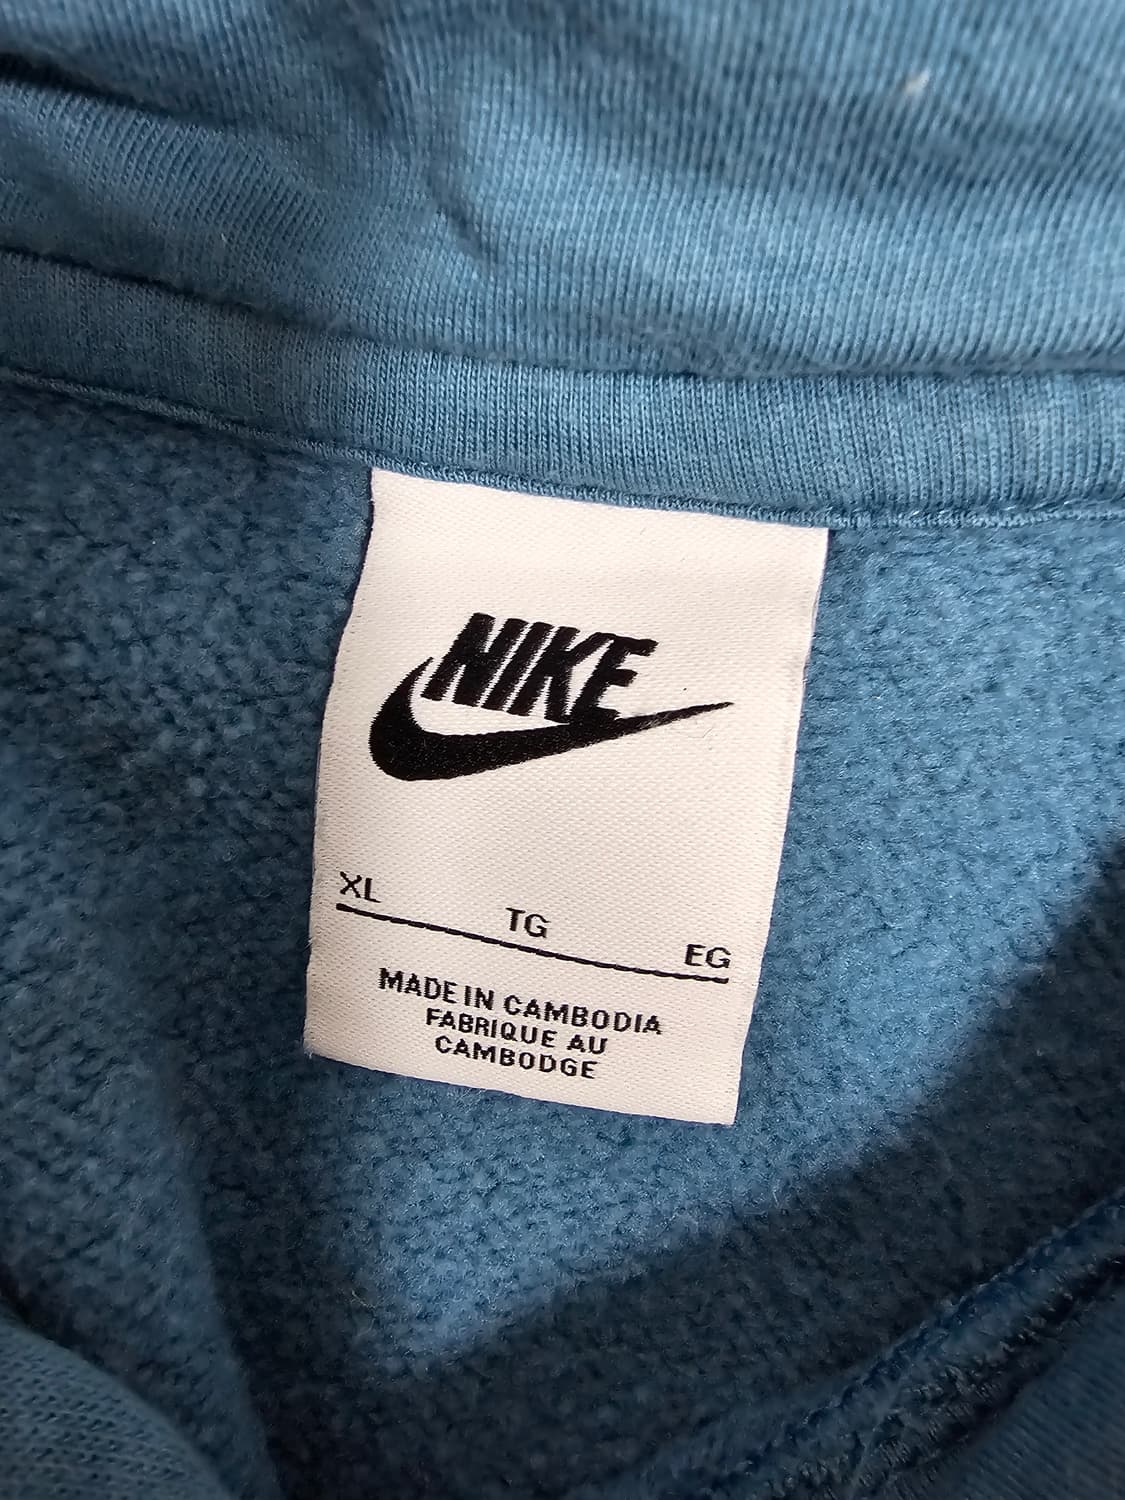 NIKE
XL TG EG
MADE IN CAMBODIA
FABRIQUE AU
CAMBODGE